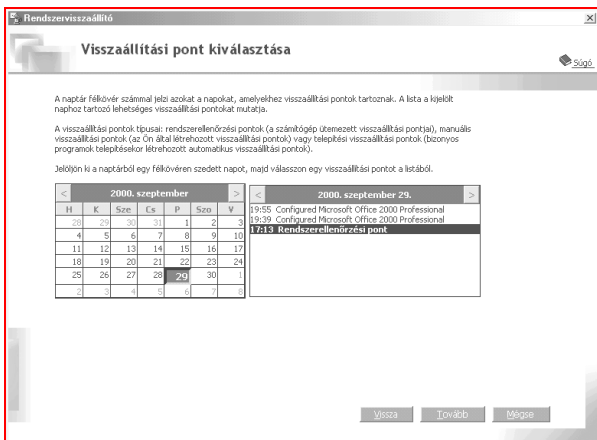 Rendszervisszaállító
Visszaállítási pont kiválasztása
Súgó
A naptár félkövér számmal jelzi azokat a napokat, amelyekhez visszaállítási pontok tartoznak. A lista a kijelölt
naphoz tartozó lehetséges visszaállítási pontokat mutatja.
A visszaállítási pontok típusai: rendszerellenőrzési pontok (a számítógép ütemezett visszaállítási pontjai), manuális
visszaállítási pontok (az Ön által létrehozott visszaállítási pontok) vagy telepítési visszaállítási pontok (bizonyos
programok telepítésekor létrehozott automatikus visszaállítási pontok).
Jelöljön ki a naptárból egy félkövéren szedett napot, majd válasszon egy visszaállítási pontot a listából.
< 2000. szeptember >
H K Sze Cs P Szo V
28 29 30 31 1 2 3
4 5 6 7 8 9 10
11 12 13 14 15 16 17
18 19 20 21 22 23 24
25 26 27 28 29 30 1
2 3 4 5 6 7 8
< 2000. szeptember 29. >
19:55 Configured Microsoft Office 2000 Professional
19:39 Configured Microsoft Office 2000 Professional
17:13 Rendszerellenőrzési pont
Vissza Tovább Mégse